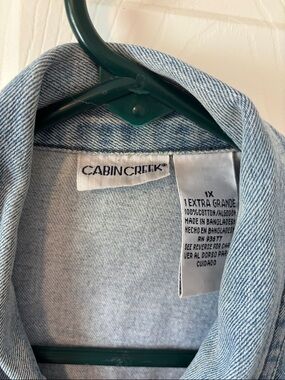 CABIN CREEK
1X
1 EXTRA GRANDE
100% COTTON/ALGODON
MADE IN BANGLADESH
HECHO EN BANGLADESH
RN 93677
SEE REVERSE FOR CARE
VER AL DORSO PARA
CUIDADO